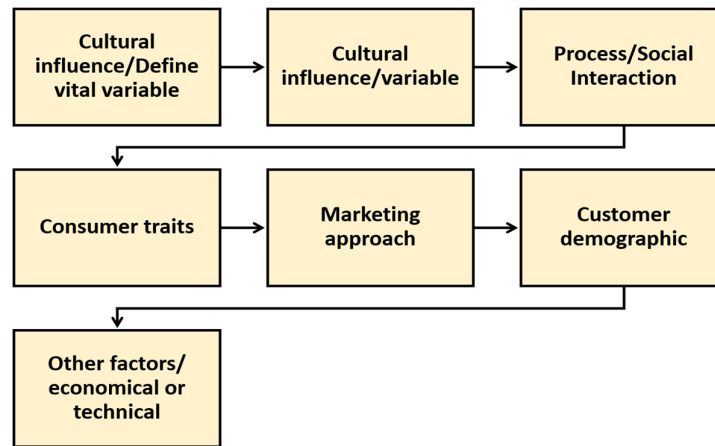 Cultural
influence/Define
vital variable
Cultural
influence/variable
Process/Social
Interaction
Consumer traits
Marketing
approach
Customer
demographic
Other factors/
economical or
technical